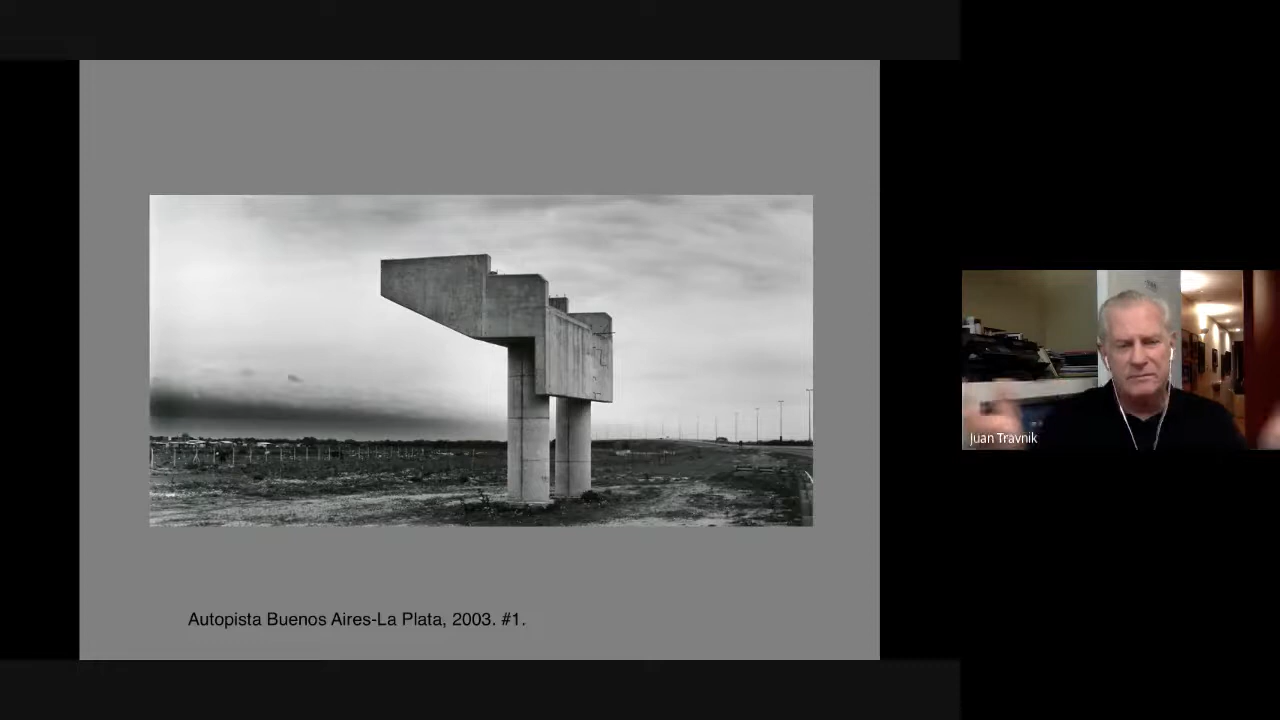 Autopista Buenos Aires-La Plata, 2003. #1.
Juan Travnik